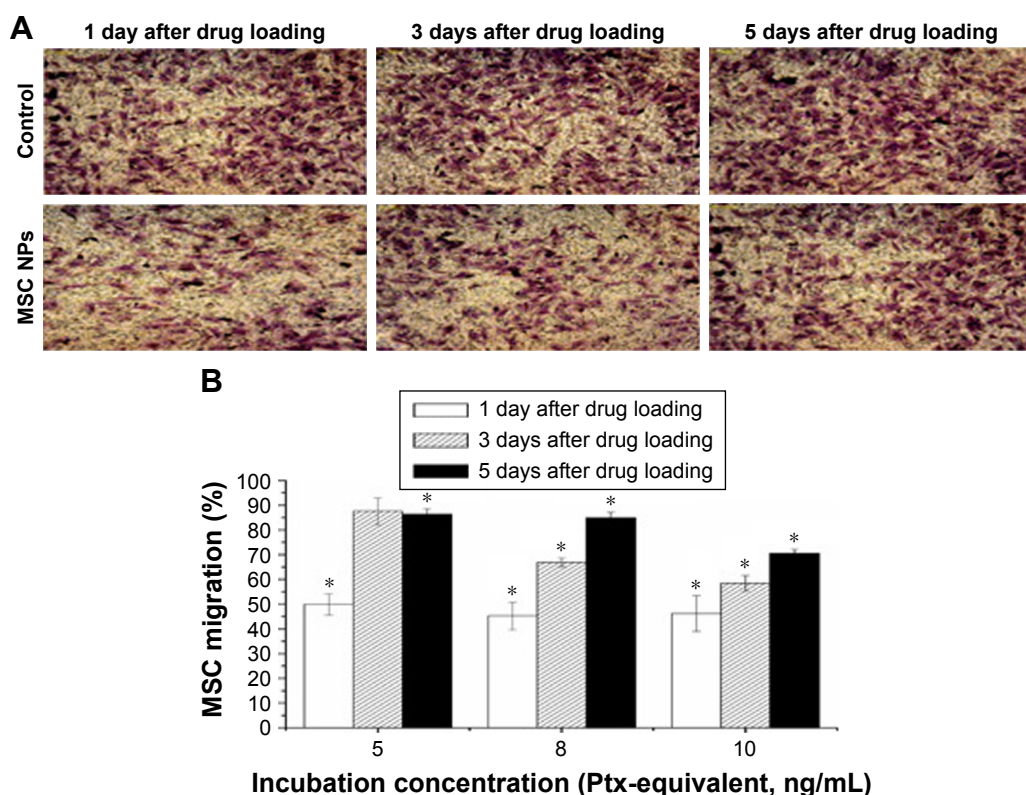 A
1 day after drug loading
3 days after drug loading
5 days after drug loading
Control
MSC NPs
B
1 day after drug loading
3 days after drug loading
5 days after drug loading
MSC migration (%)
100
90
80
70
60
50
40
30
20
10
0
* * * * * * * *
5 8 10
Incubation concentration (Ptx-equivalent, ng/mL)